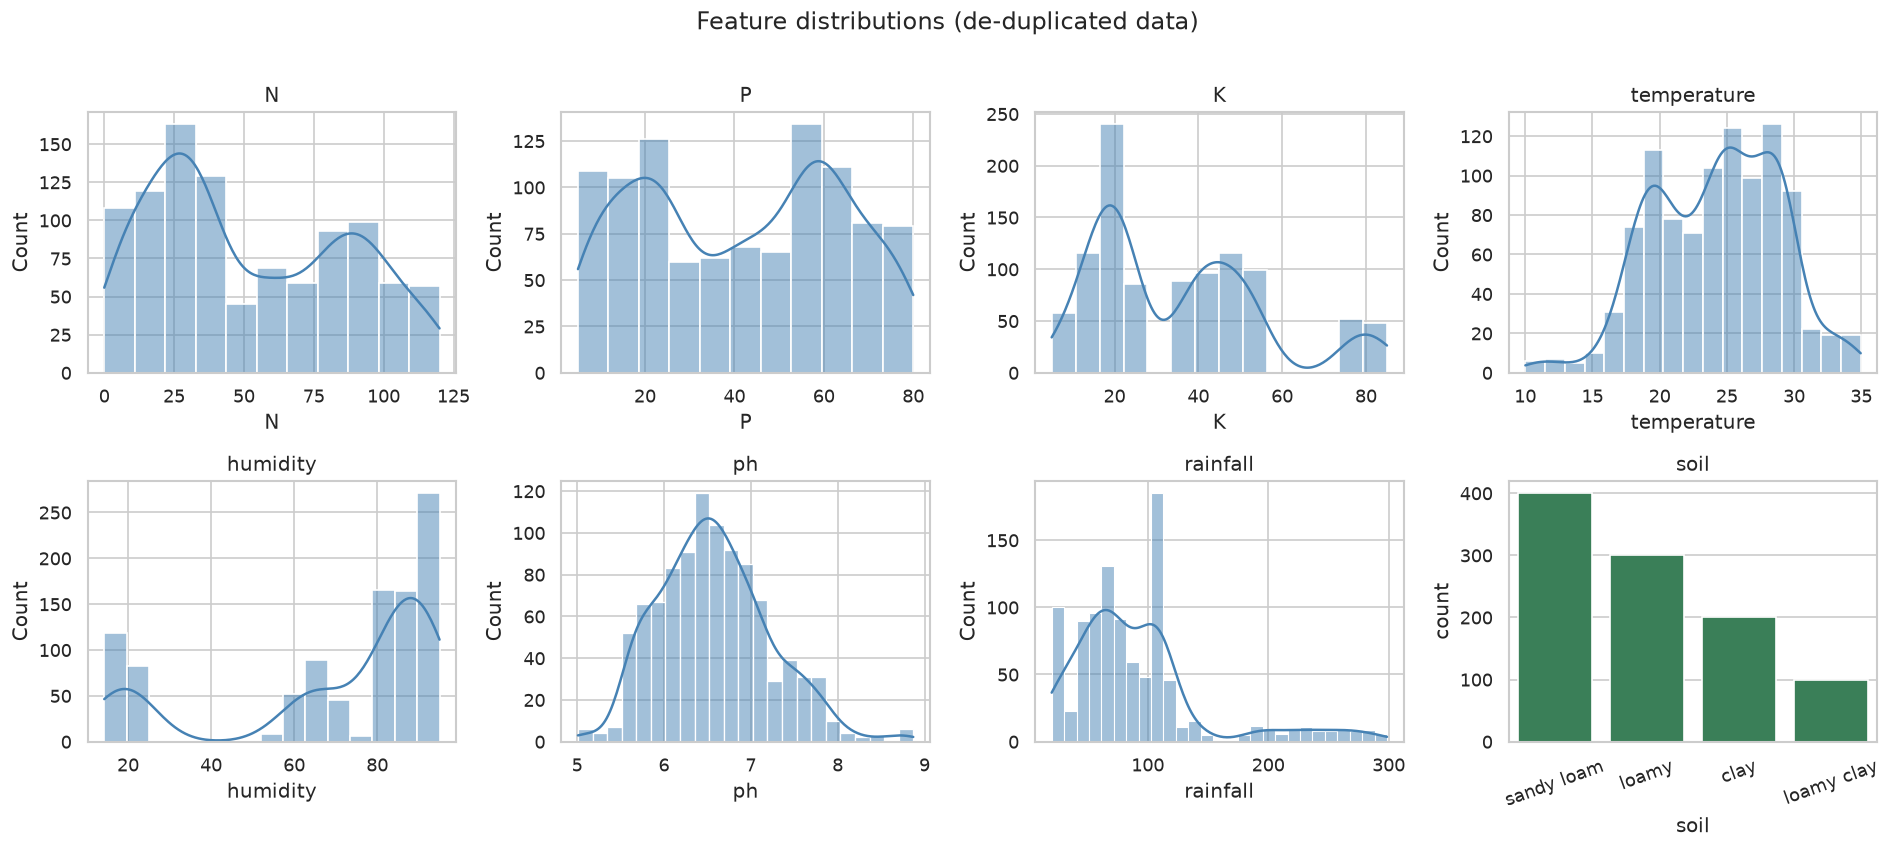 Feature distributions (de-duplicated data)
N
Count
150
125
100
75
50
25
0
0 25 50 75 100 125
N
P
Count
125
100
75
50
25
0
20 40 60 80
P
K
Count
250
200
150
100
50
0
20 40 60 80
K
temperature
Count
120
100
80
60
40
20
0
10 15 20 25 30 35
temperature
humidity
Count
250
200
150
100
50
0
20 40 60 80
humidity
ph
Count
120
100
80
60
40
20
0
5 6 7 8 9
ph
rainfall
Count
150
100
50
0
100 200 300
rainfall
soil
count
400
300
200
100
0
sandy loam loamy clay loamy clay
soil